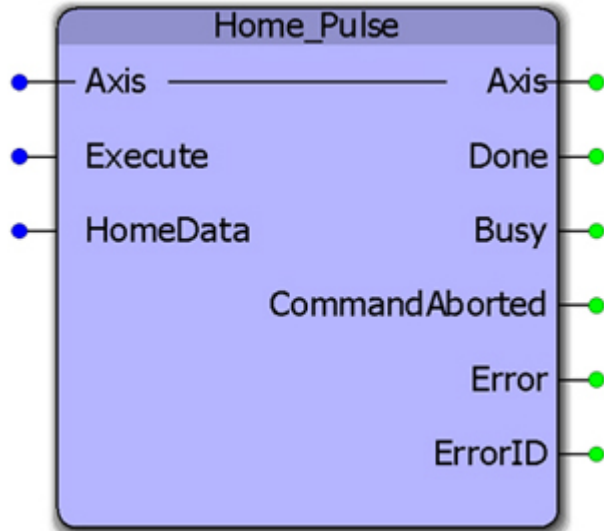 Home_Pulse
Axis Axis
Execute Done
HomeData Busy
CommandAborted
Error
ErrorID